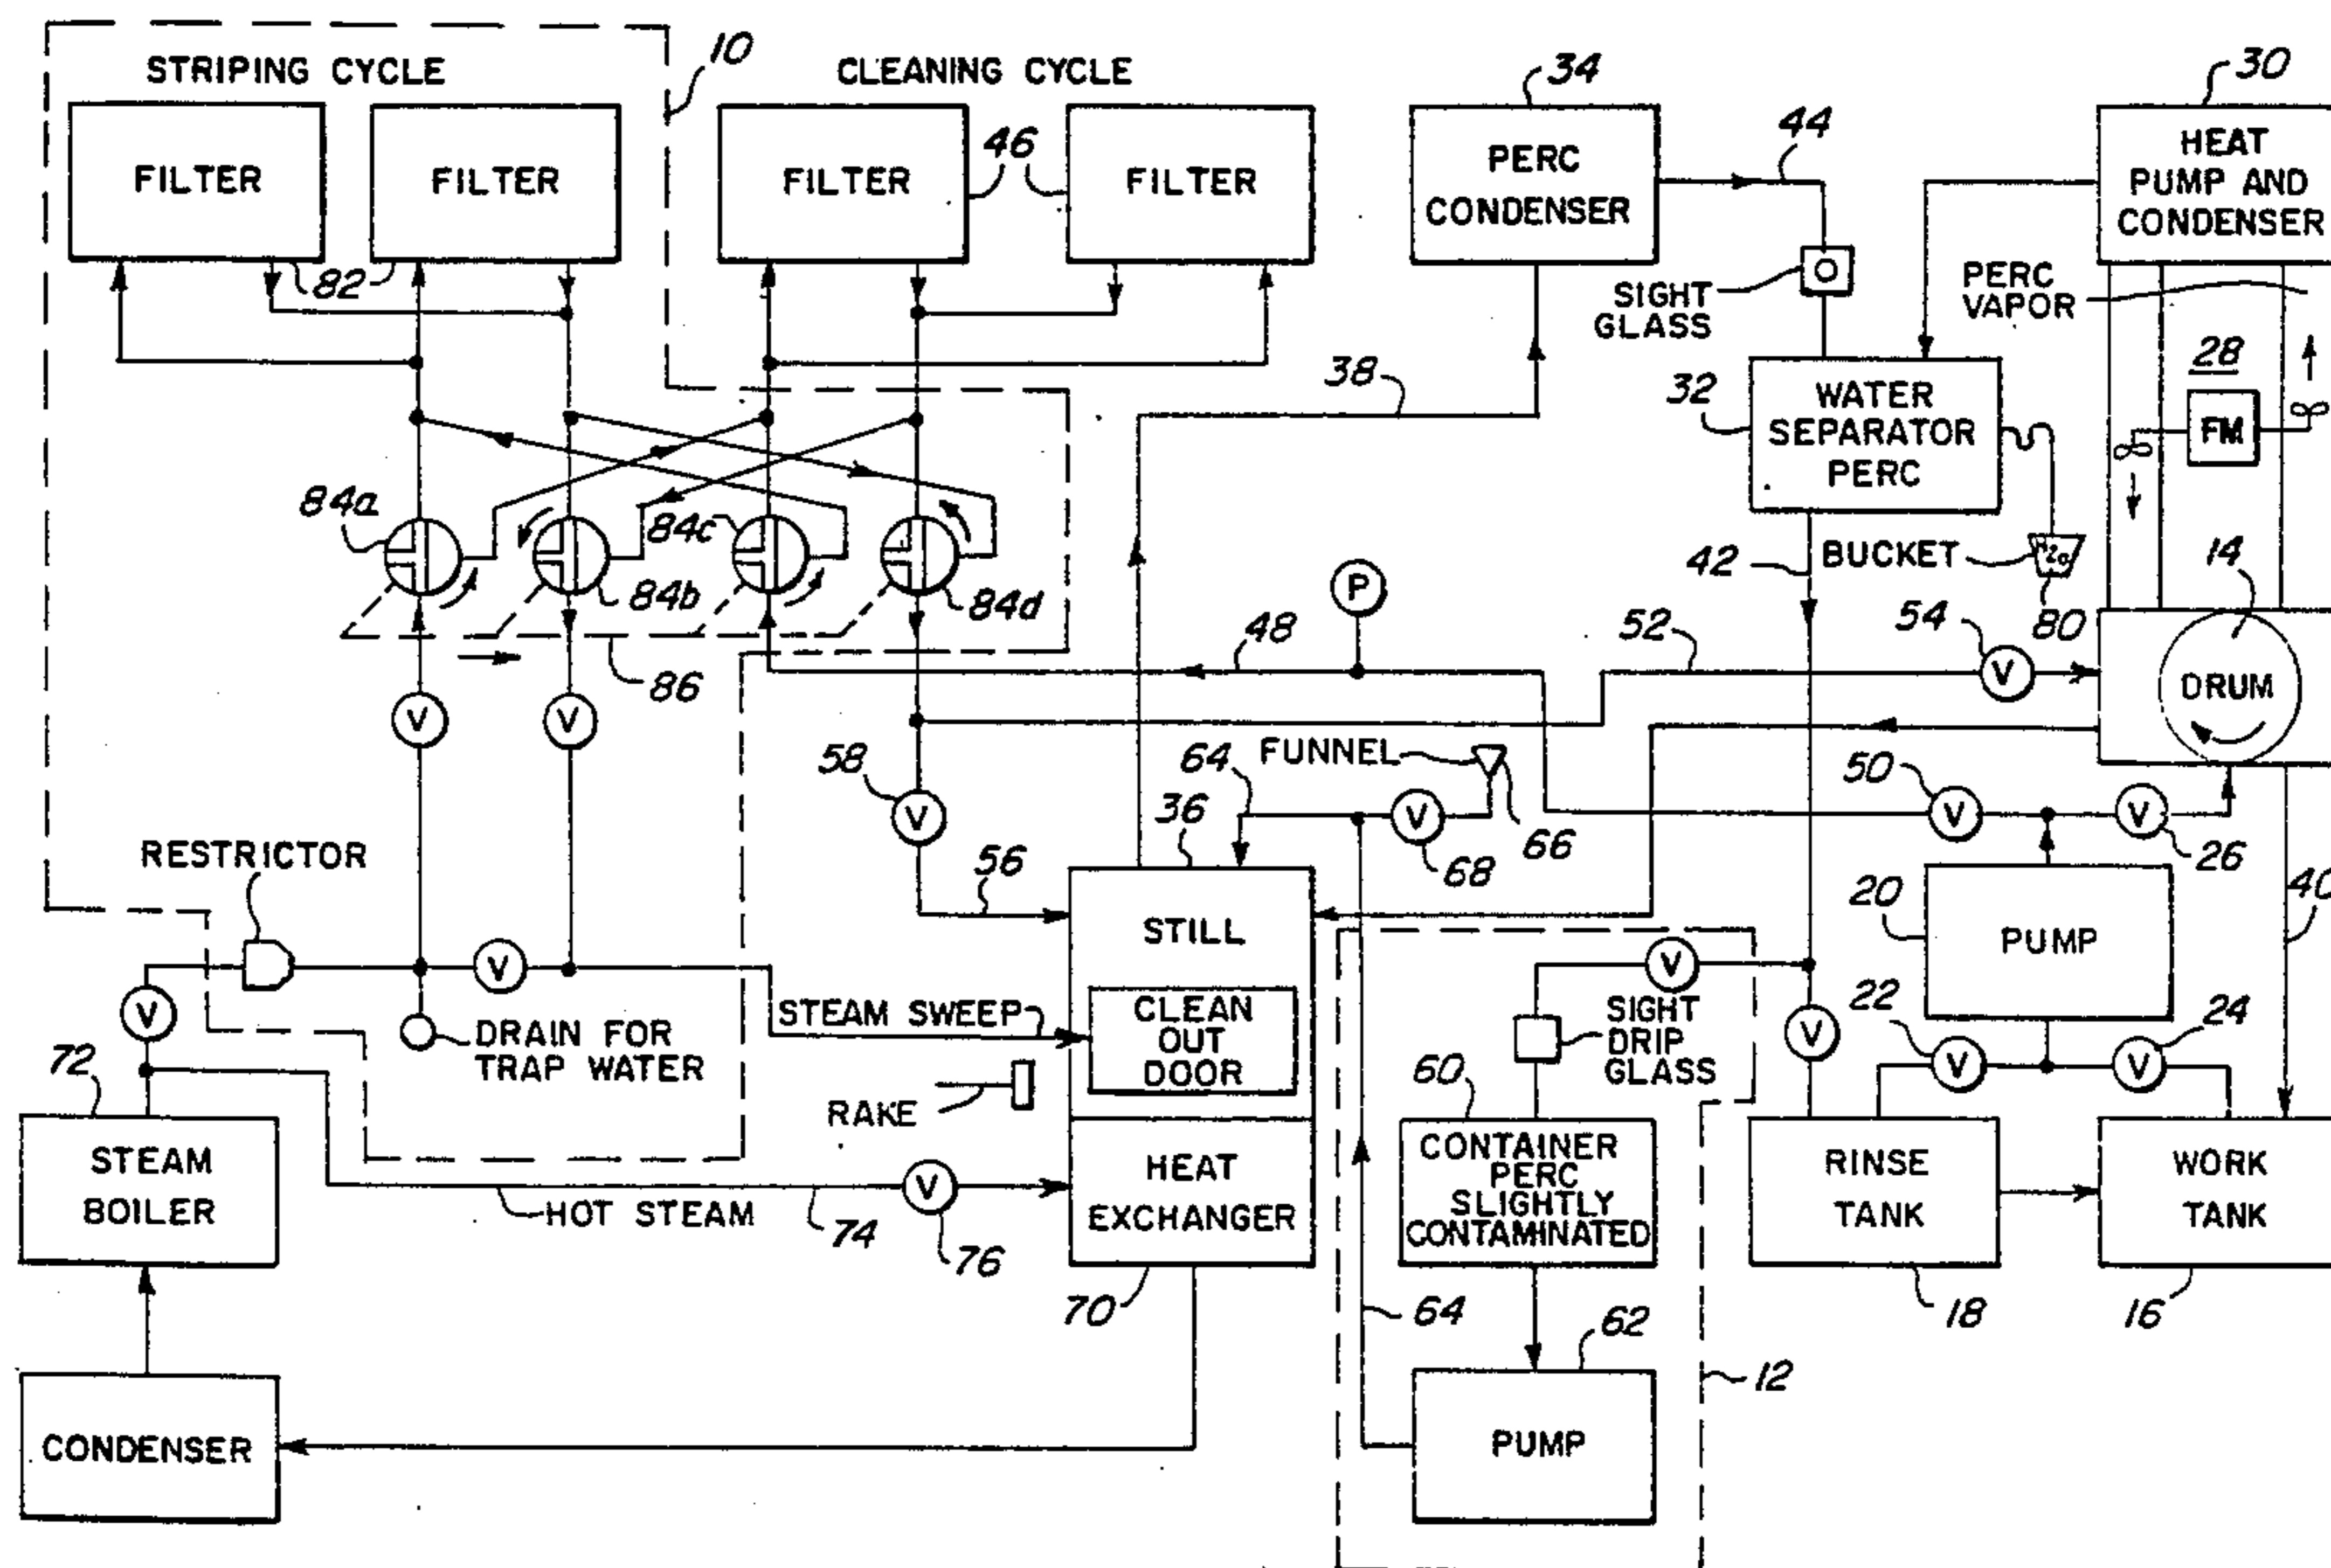 10
STRIPING CYCLE
CLEANING CYCLE
34
30
FILTER
FILTER
FILTER
46
FILTER
PERC
CONDENSER
44
HEAT
PUMP AND
CONDENSER
82
SIGHT
GLASS
PERC
VAPOR
38
32
WATER
SEPARATOR
PERC
28
FM
84a
84b
84c
84d
86
P
48
42
BUCKET
H2O
80
14
DRUM
52
54
V
V
V
58
V
64
FUNNEL
66
V
68
50
V
V
26
36
RESTRICTOR
56
STILL
20
PUMP
40
V
V
STEAM SWEEP
CLEAN
OUT
DOOR
V
SIGHT
DRIP
GLASS
V
22
V
24
V
DRAIN FOR
TRAP WATER
RAKE
72
STEAM
BOILER
HOT STEAM
74
V
76
HEAT
EXCHANGER
70
60
CONTAINER
PERC
SLIGHTLY
CONTAMINATED
RINSE
TANK
18
WORK
TANK
16
64
62
PUMP
12
CONDENSER